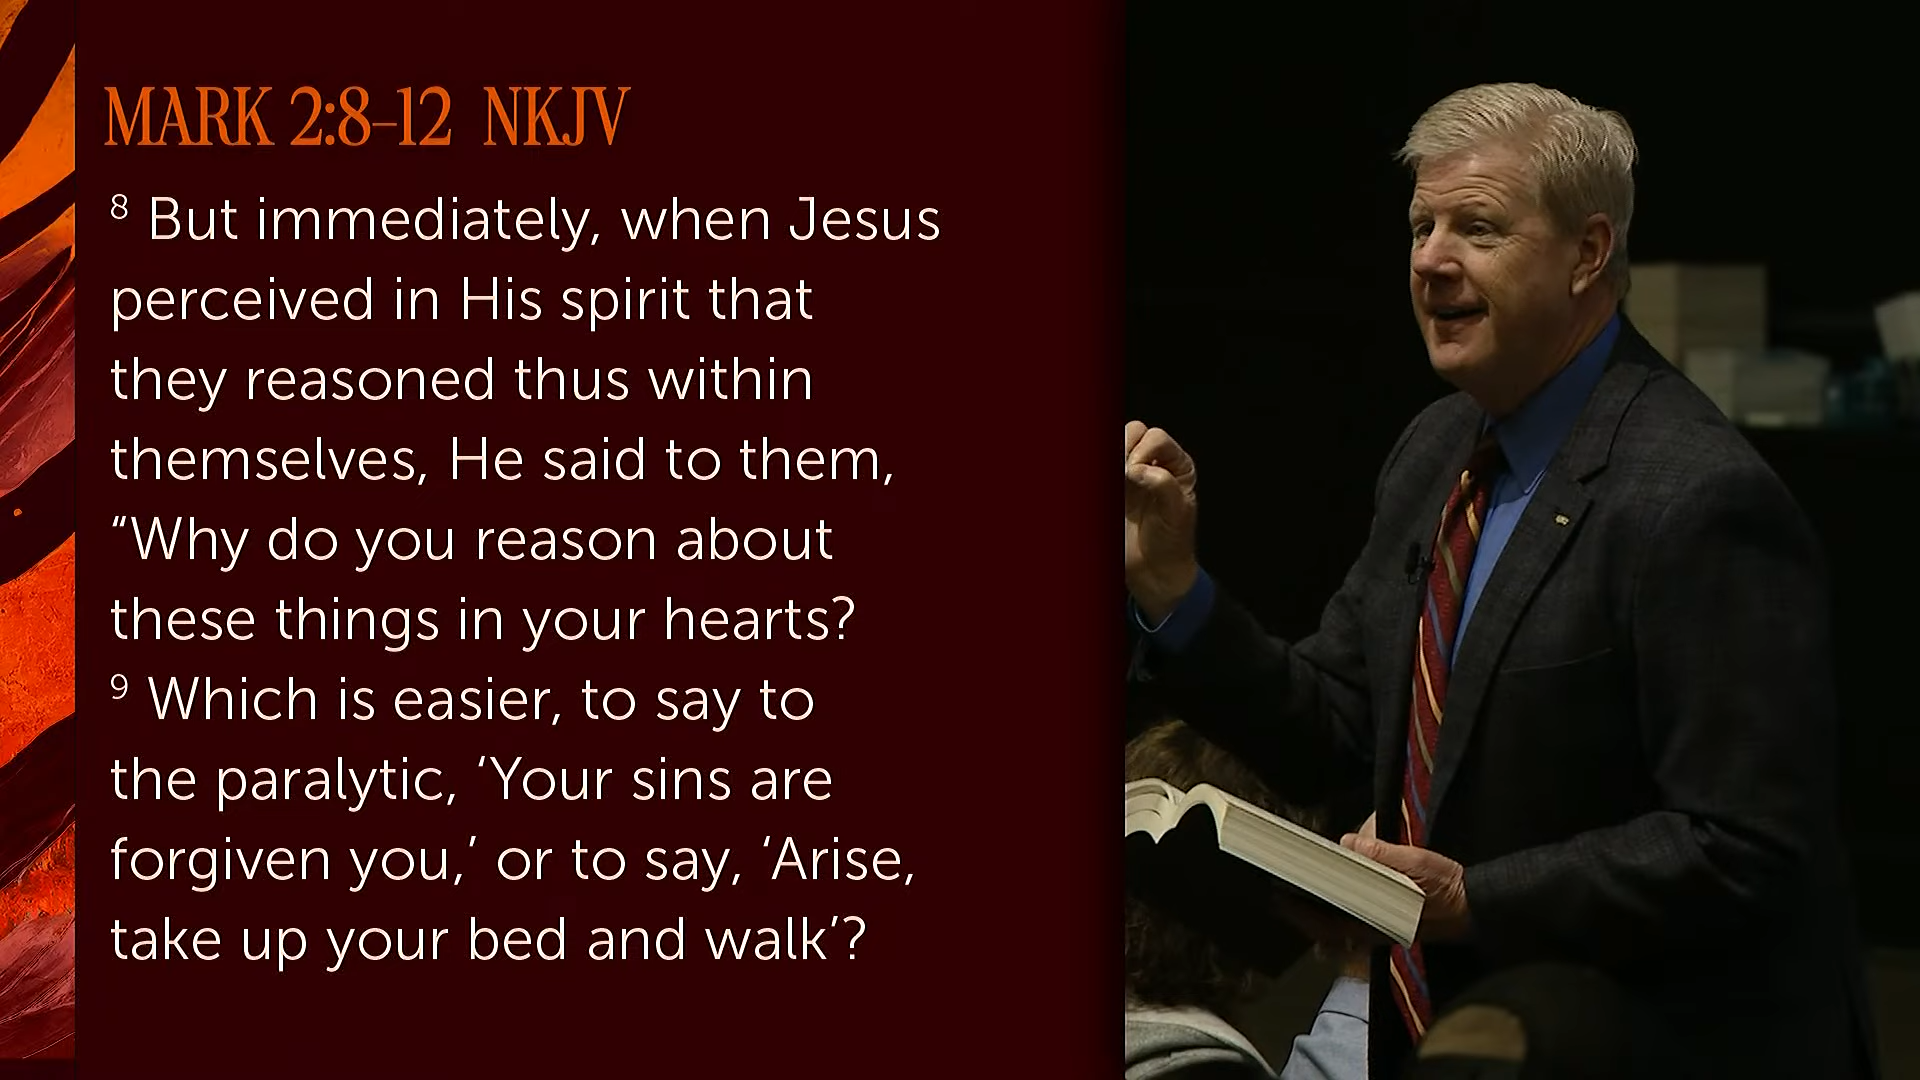 MARK 2:8–12 NKJV
8 But immediately, when Jesus
perceived in His spirit that
they reasoned thus within
themselves, He said to them,
“Why do you reason about
these things in your hearts?
9 Which is easier, to say to
the paralytic, ‘Your sins are
forgiven you,’ or to say, ‘Arise,
take up your bed and walk’?